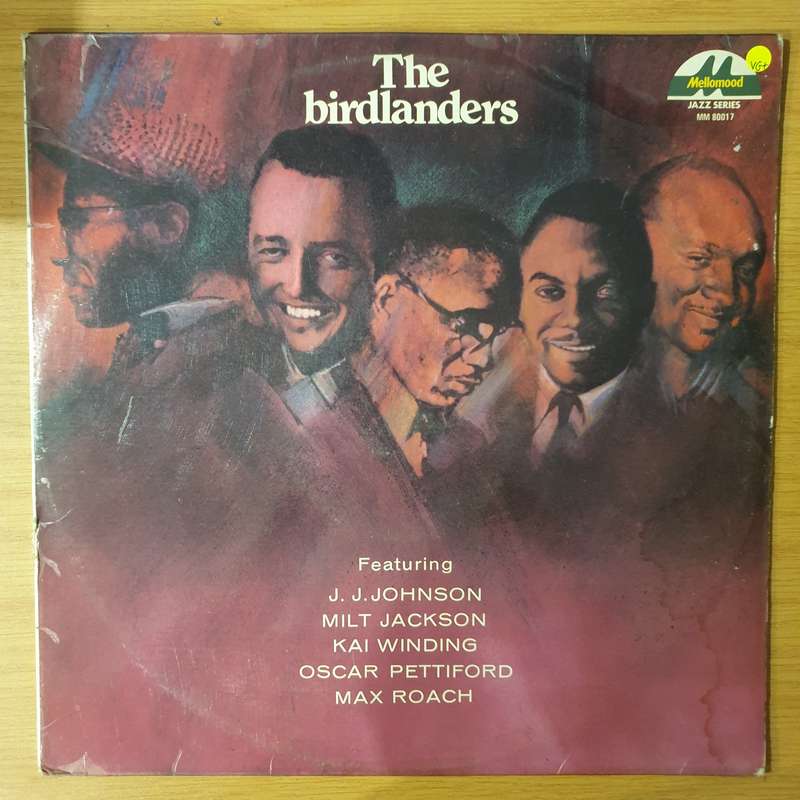 The
birdlanders
Mellomood
VG+
JAZZ SERIES
MM 80017
Featuring
J. J. JOHNSON
MILT JACKSON
KAI WINDING
OSCAR PETTIFORD
MAX ROACH